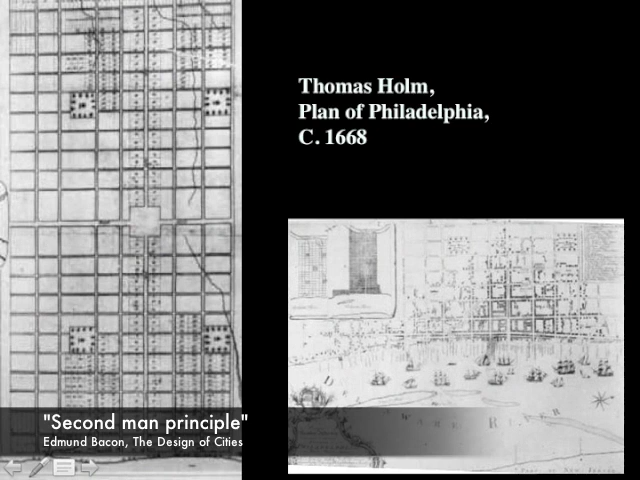 Thomas Holm,
Plan of Philadelphia,
C. 1668
"Second man principle"
Edmund Bacon, The Design of Cities